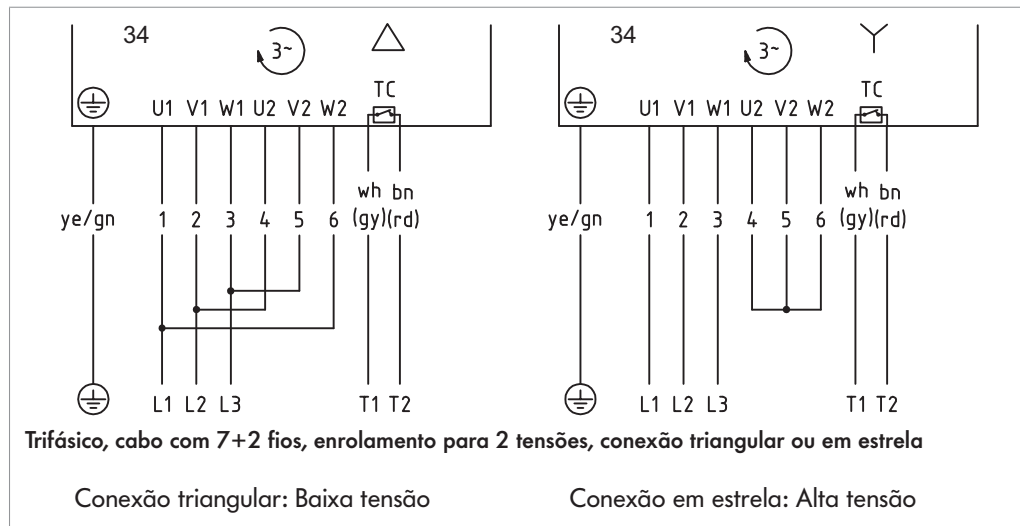 34 3~
TC
U1 V1 W1 U2 V2 W2
wh bn
ye/gn 1 2 3 4 5 6 (gy)(rd)
L1 L2 L3 T1 T2
34 3~
TC
U1 V1 W1 U2 V2 W2
wh bn
ye/gn 1 2 3 4 5 6 (gy)(rd)
L1 L2 L3 T1 T2
Trifásico, cabo com 7+2 fios, enrolamento para 2 tensões, conexão triangular ou em estrela
Conexão triangular: Baixa tensão
Conexão em estrela: Alta tensão